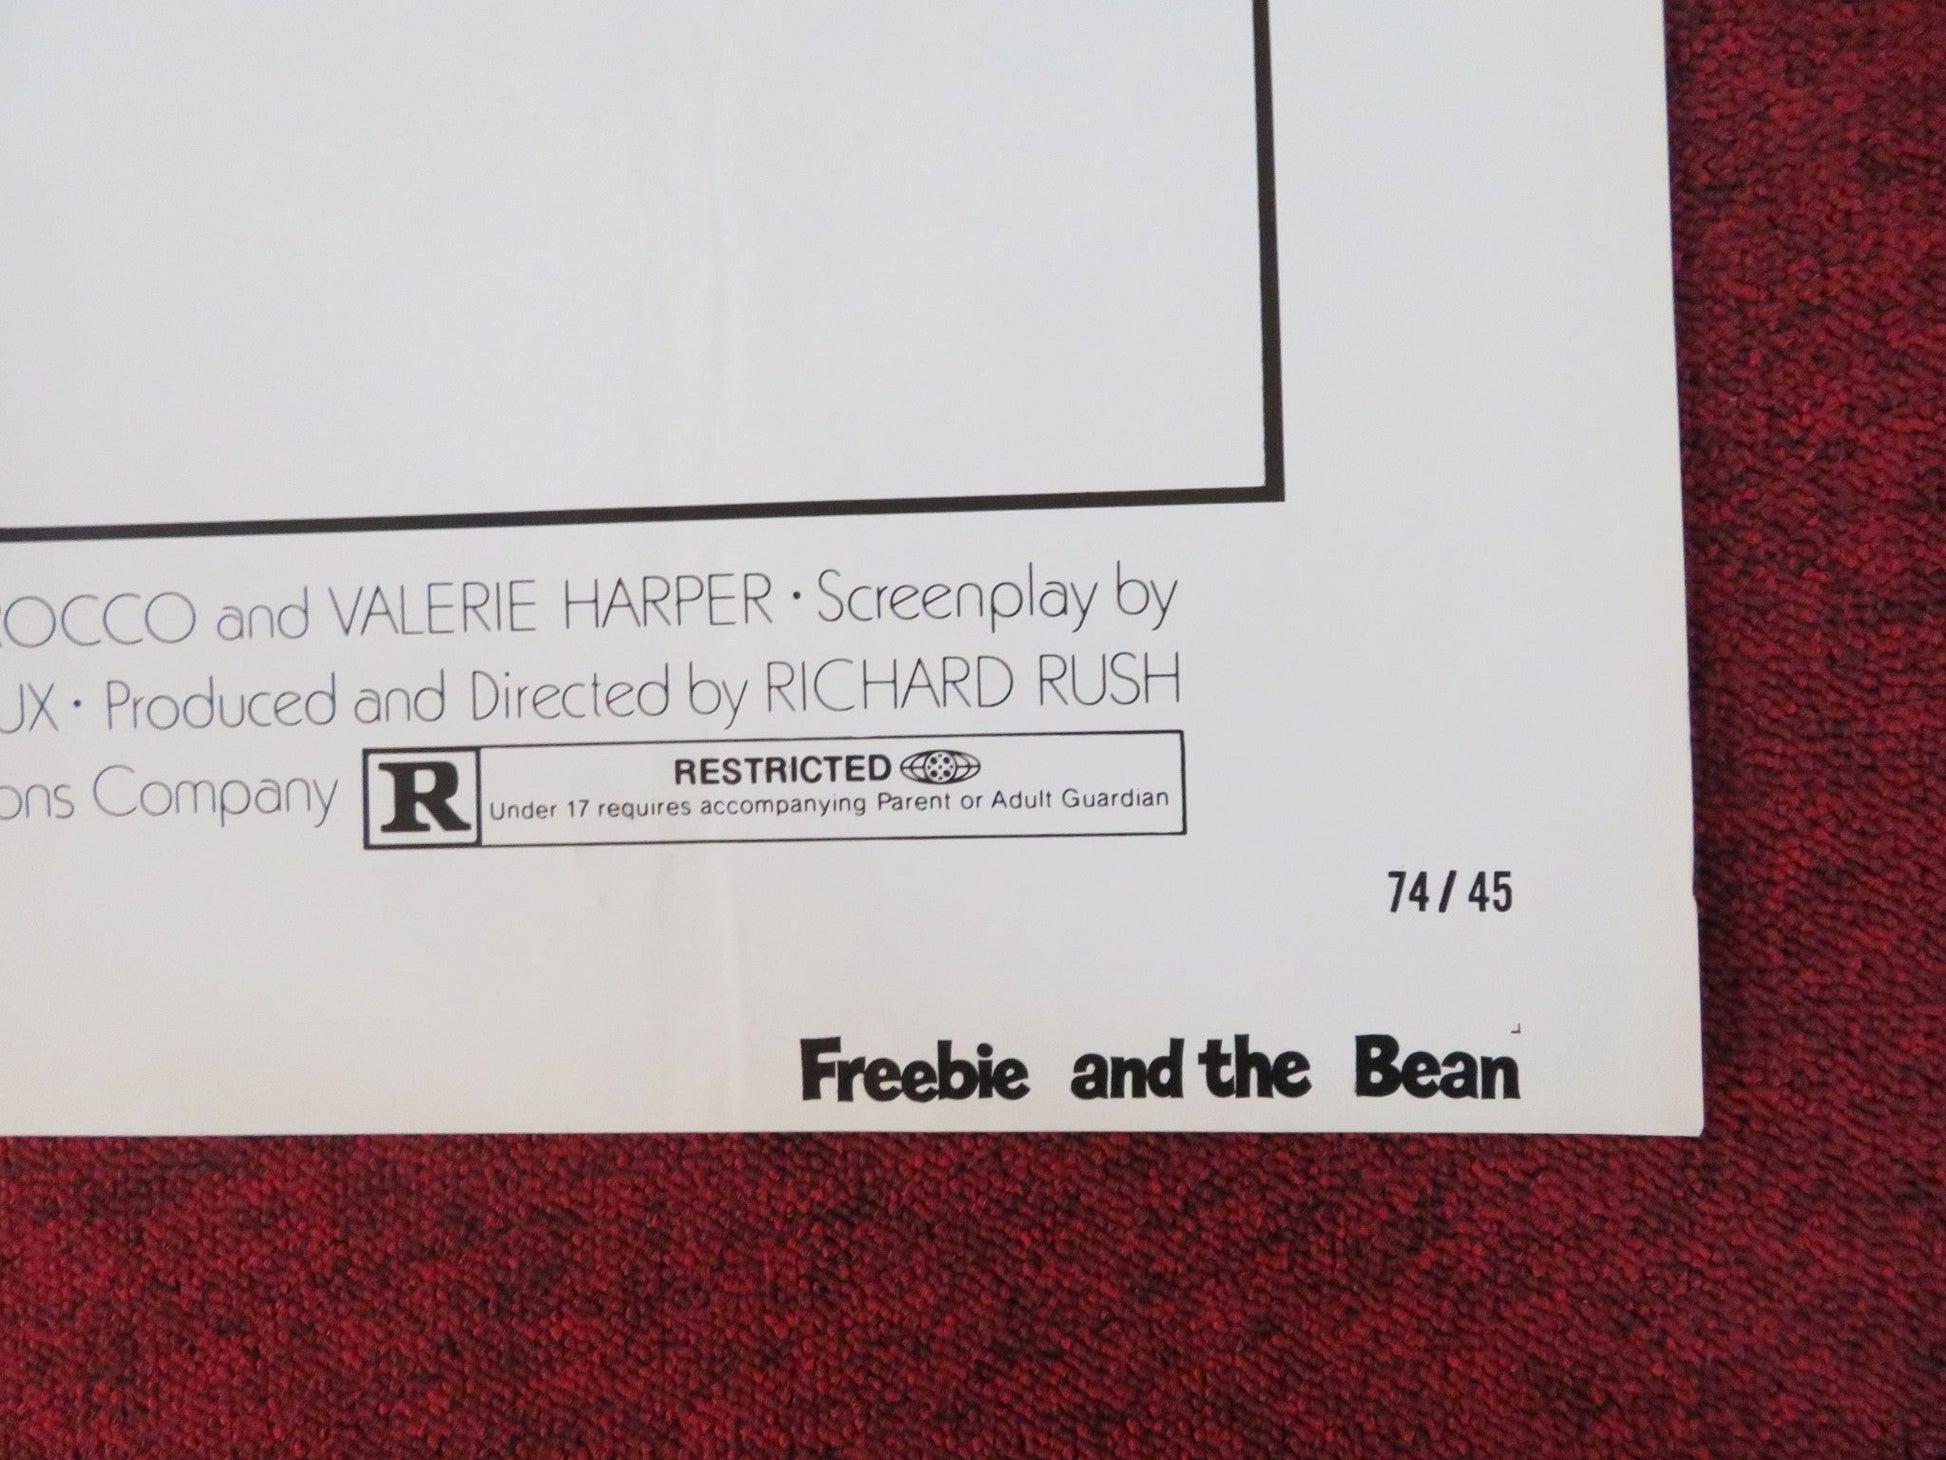 OCCO and VALERIE HARPER · Screenplay by
UX · Produced and Directed by RICHARD RUSH
ons Company
R
RESTRICTED
Under 17 requires accompanying Parent or Adult Guardian
74/45
Freebie and the Bean